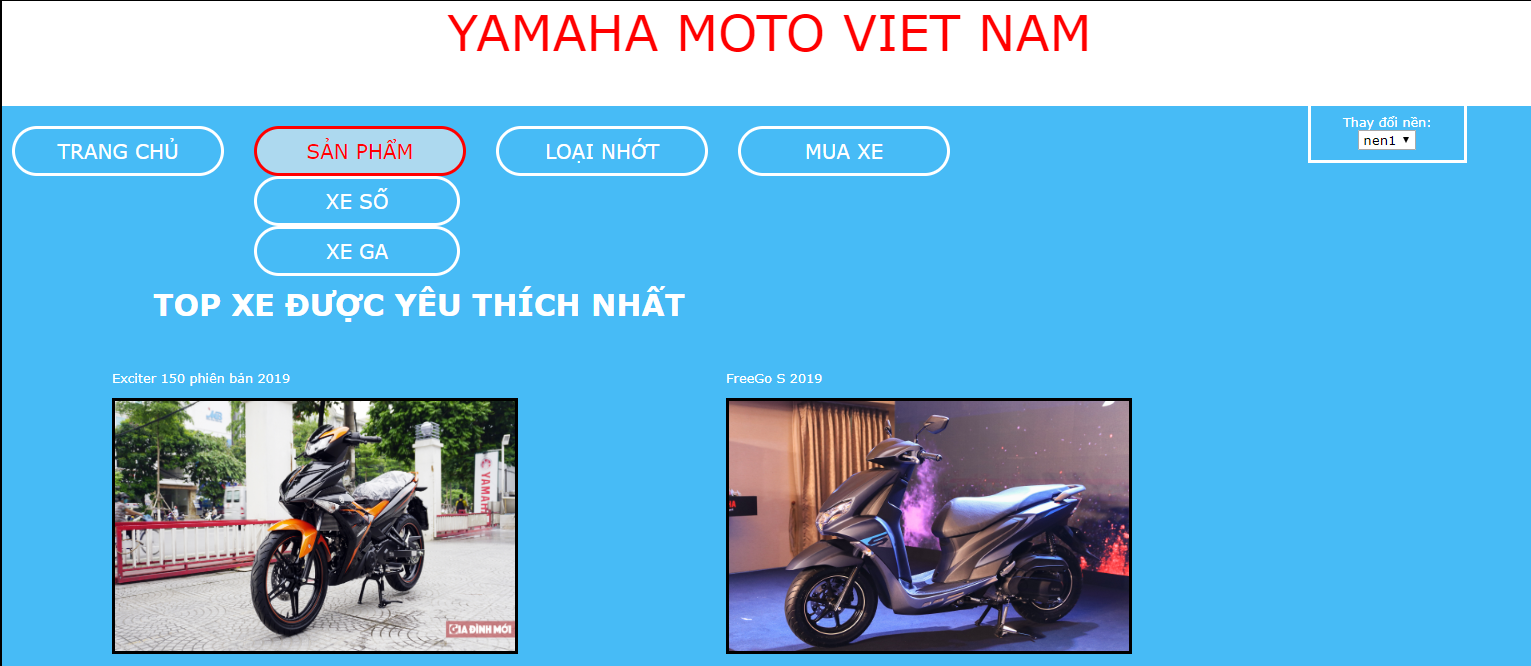 YAMAHA MOTO VIET NAM
TRANG CHỦ
SẢN PHẨM
LOẠI NHỚT
MUA XE
Thay đổi nền:
nen1
XE SỐ
XE GA
TOP XE ĐƯỢC YÊU THÍCH NHẤT
Exciter 150 phiên bản 2019
FreeGo S 2019
YAMAHA
GIA ĐÌNH MỚI